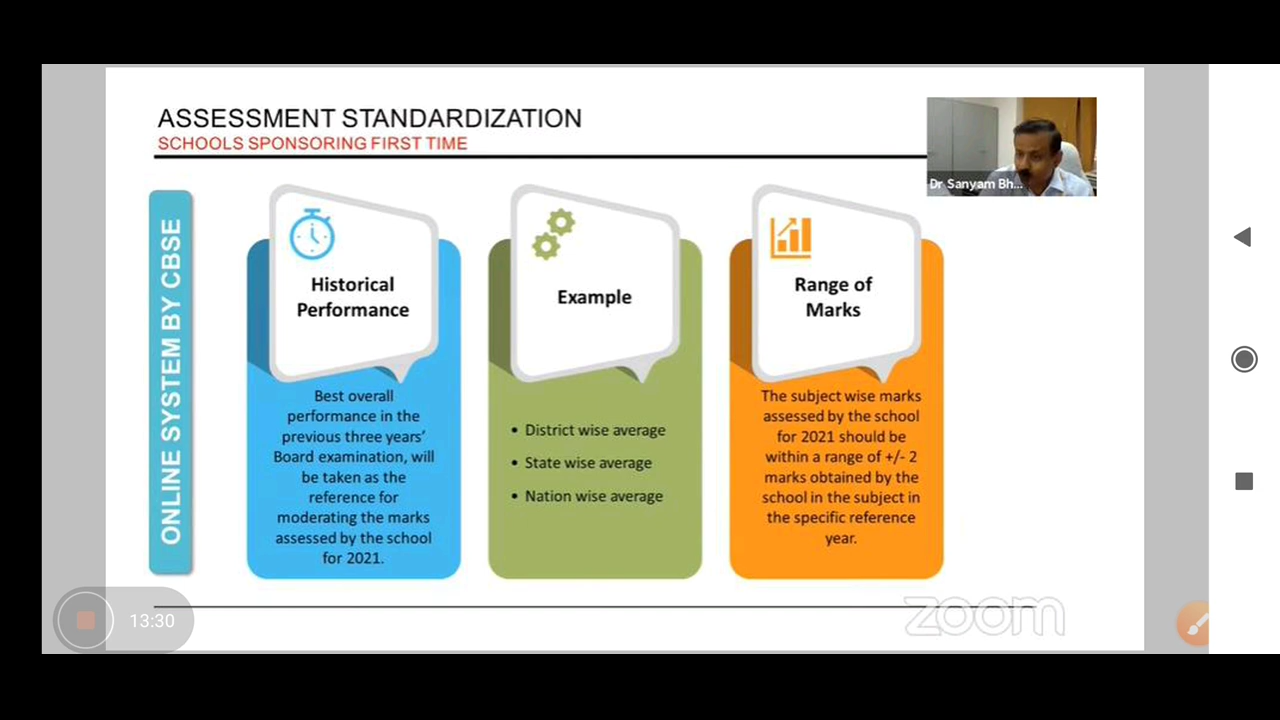 ASSESSMENT STANDARDIZATION
SCHOOLS SPONSORING FIRST TIME
Dr Sanyam Bh...
ONLINE SYSTEM BY CBSE
Historical
Performance
Best overall
performance in the
previous three years’
Board examination, will
be taken as the
reference for
moderating the marks
assessed by the school
for 2021.
Example
• District wise average
• State wise average
• Nation wise average
Range of
Marks
The subject wise marks
assessed by the school
for 2021 should be
within a range of +/- 2
marks obtained by the
school in the subject in
the specific reference
year.
13:30
zoom